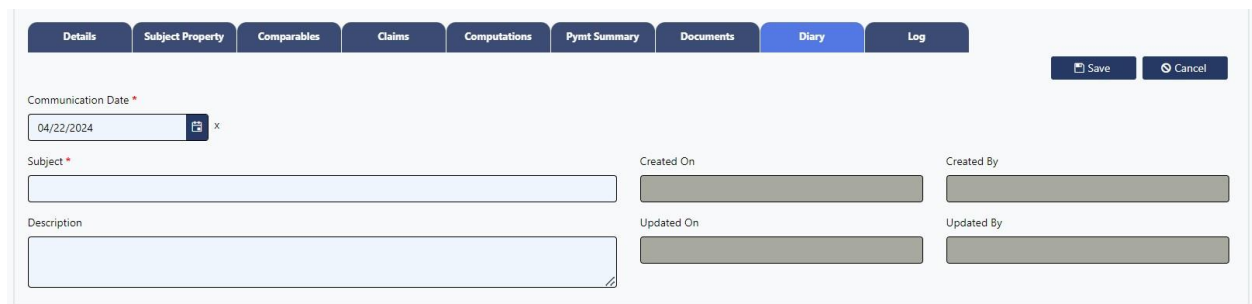 Details Subject Property Comparables Claims Computations Pymt Summary Documents Diary Log
Save Cancel
Communication Date *
04/22/2024 x
Subject * Created On Created By
Description Updated On Updated By